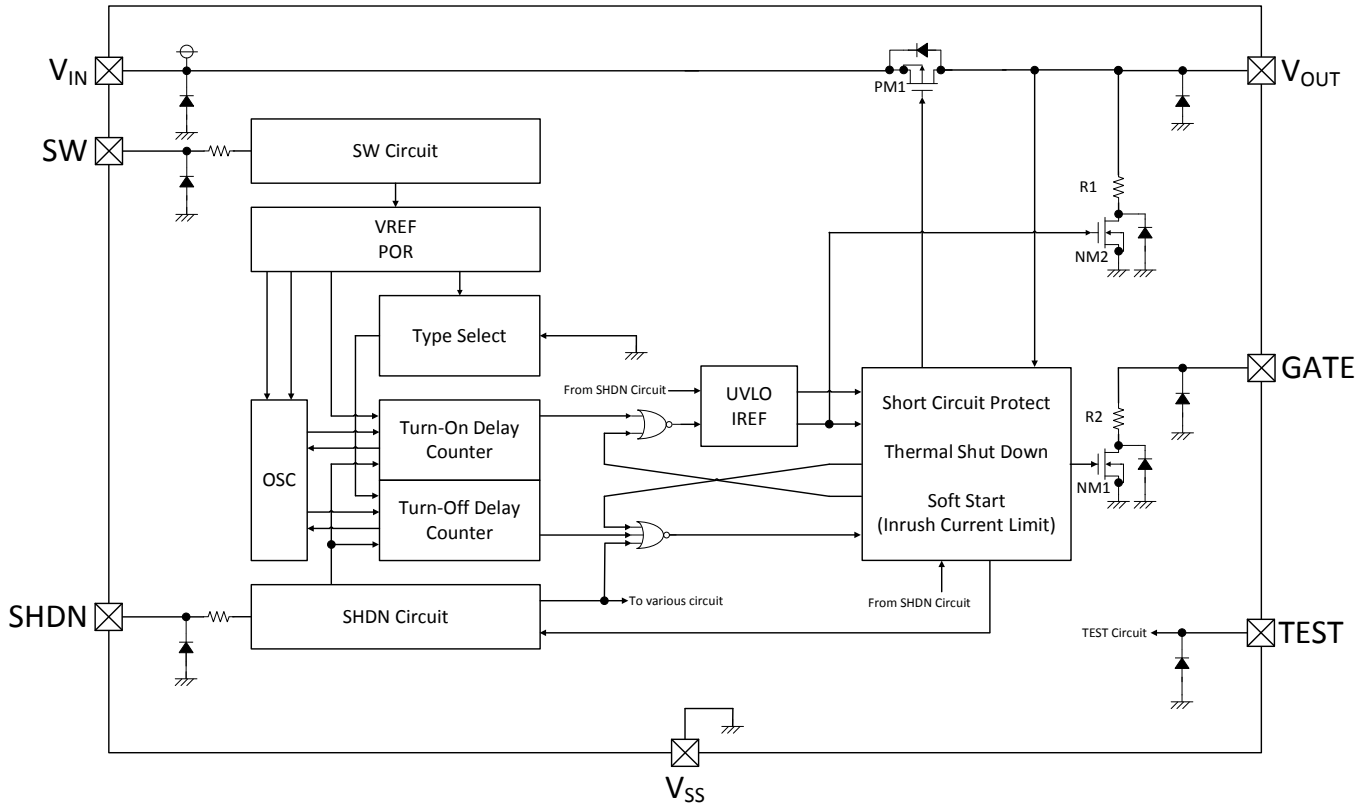 VIN
PM1
VOUT
SW
SW Circuit
R1
VREF
POR
NM2
Type Select
From SHDN Circuit
UVLO
IREF
Short Circuit Protect
Thermal Shut Down
Soft Start
(Inrush Current Limit)
GATE
R2
NM1
OSC
Turn-On Delay
Counter
Turn-Off Delay
Counter
SHDN
SHDN Circuit
To various circuit
From SHDN Circuit
TEST Circuit
TEST
VSS